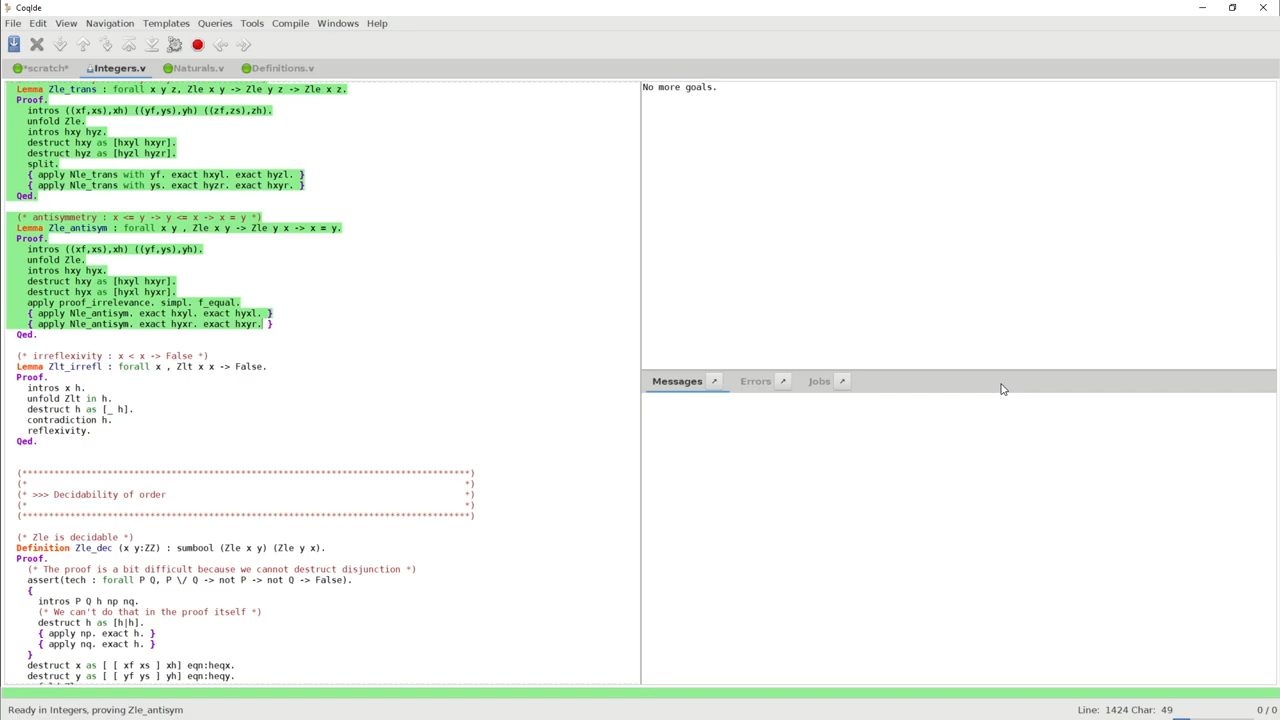 CoqIde
File Edit View Navigation Templates Queries Tools Compile Windows Help
*scratch* Integers.v Naturals.v Definitions.v
Lemma Zle_trans : forall x y z, Zle x y -> Zle y z -> Zle x z.
Proof.
intros ((xf,xs),xh) ((yf,ys),yh) ((zf,zs),zh).
unfold Zle.
intros hxy hyz.
destruct hxy as [hxyl hxyr].
destruct hyz as [hyzl hyzr].
split.
{ apply Nle_trans with yf. exact hxyl. exact hyzl. }
{ apply Nle_trans with ys. exact hyzr. exact hxyr. }
Qed.
(* antisymmetry : x <= y -> y <= x -> x = y *)
Lemma Zle_antisym : forall x y , Zle x y -> Zle y x -> x = y.
Proof.
intros ((xf,xs),xh) ((yf,ys),yh).
unfold Zle.
intros hxy hyx.
destruct hxy as [hxyl hxyr].
destruct hyx as [hyxl hyxr].
apply proof_irrelevance. simpl. f_equal.
{ apply Nle_antisym. exact hxyl. exact hyxl. }
{ apply Nle_antisym. exact hyxr. exact hxyr. }
Qed.
(* irreflexivity : x < x -> False *)
Lemma Zlt_irrefl : forall x , Zlt x x -> False.
Proof.
intros x h.
unfold Zlt in h.
destruct h as [_ h].
contradiction h.
reflexivity.
Qed.
(************************************************************************************)
(* *)
(* >>> Decidability of order *)
(* *)
(************************************************************************************)
(* Zle is decidable *)
Definition Zle_dec (x y:ZZ) : sumbool (Zle x y) (Zle y x).
Proof.
(* The proof is a bit difficult because we cannot destruct disjunction *)
assert(tech : forall P Q, P \/ Q -> not P -> not Q -> False).
{
intros P Q h np nq.
(* We can't do that in the proof itself *)
destruct h as [h|h].
{ apply np. exact h. }
{ apply nq. exact h. }
}
destruct x as [ [ xf xs ] xh] eqn:heqx.
destruct y as [ [ yf ys ] yh] eqn:heqy.
No more goals.
Messages Errors Jobs
Ready in Integers, proving Zle_antisym
Line: 1424 Char: 49 0 / 0